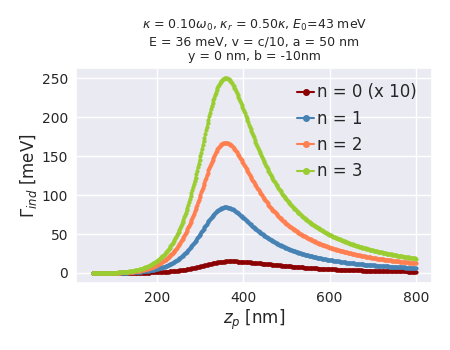 κ = 0.10ω₀, κᵣ = 0.50κ, E₀=43 meV
E = 36 meV, v = c/10, a = 50 nm
y = 0 nm, b = -10nm
250
200
150
100
50
0
Γ_ind [meV]
n = 0 (x 10)
n = 1
n = 2
n = 3
200 400 600 800
z_p [nm]